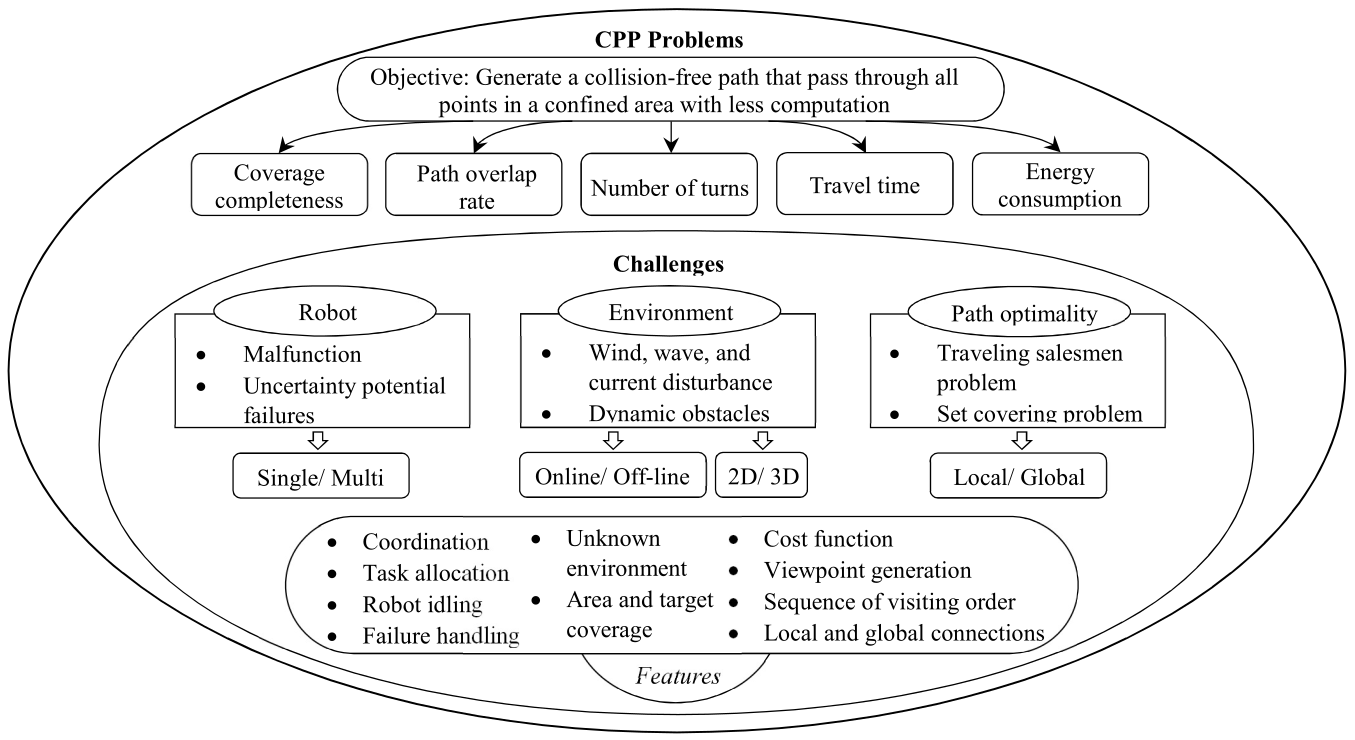 CPP Problems
Objective: Generate a collision-free path that pass through all
points in a confined area with less computation
Coverage
completeness
Path overlap
rate
Number of turns
Travel time
Energy
consumption
Challenges
Robot
• Malfunction
• Uncertainty potential
failures
Environment
• Wind, wave, and
current disturbance
• Dynamic obstacles
Path optimality
• Traveling salesmen
problem
• Set covering problem
Single/ Multi
Online/ Off-line
2D/ 3D
Local/ Global
• Coordination
• Task allocation
• Robot idling
• Failure handling
• Unknown
environment
• Area and target
coverage
• Cost function
• Viewpoint generation
• Sequence of visiting order
• Local and global connections
Features